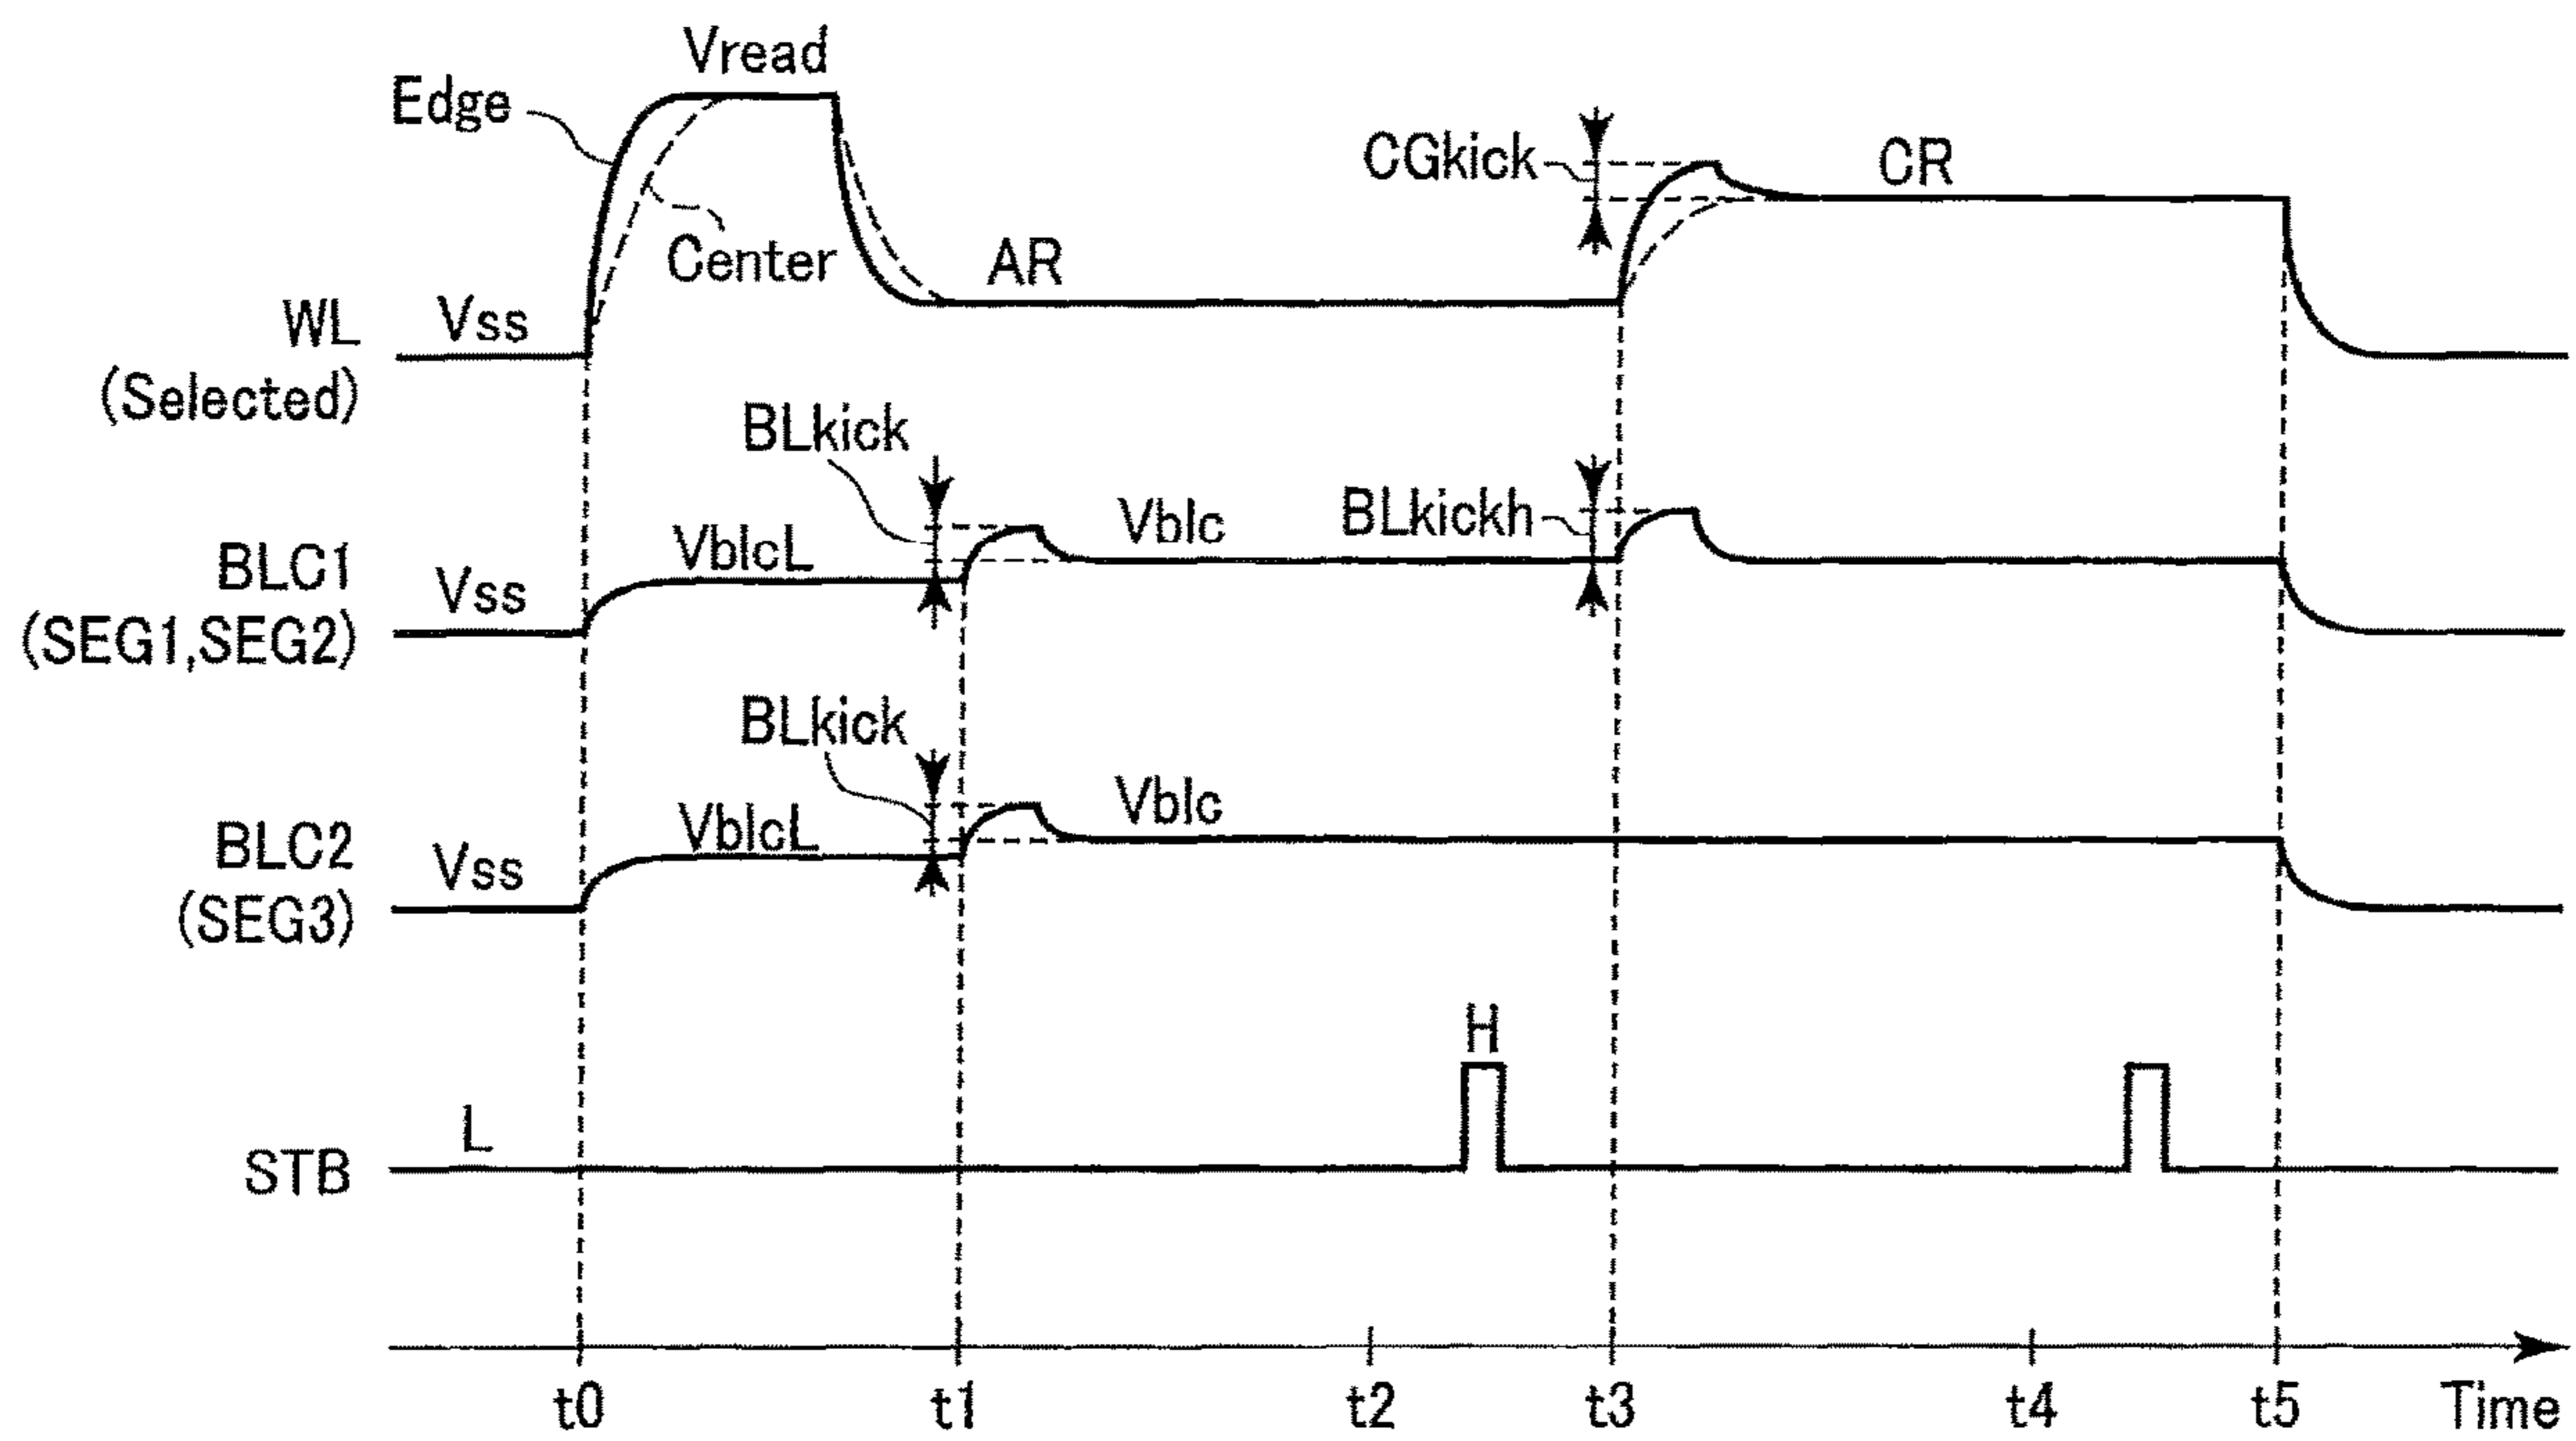 Vread
Edge
CGkick
CR
Center
AR
WL
(Selected)
Vss
BLkick
BLkickh
BLC1
(SEG1,SEG2)
Vss
VblcL
Vblc
BLkick
BLC2
(SEG3)
Vss
VblcL
Vblc
H
L
STB
t0
t1
t2
t3
t4
t5
Time